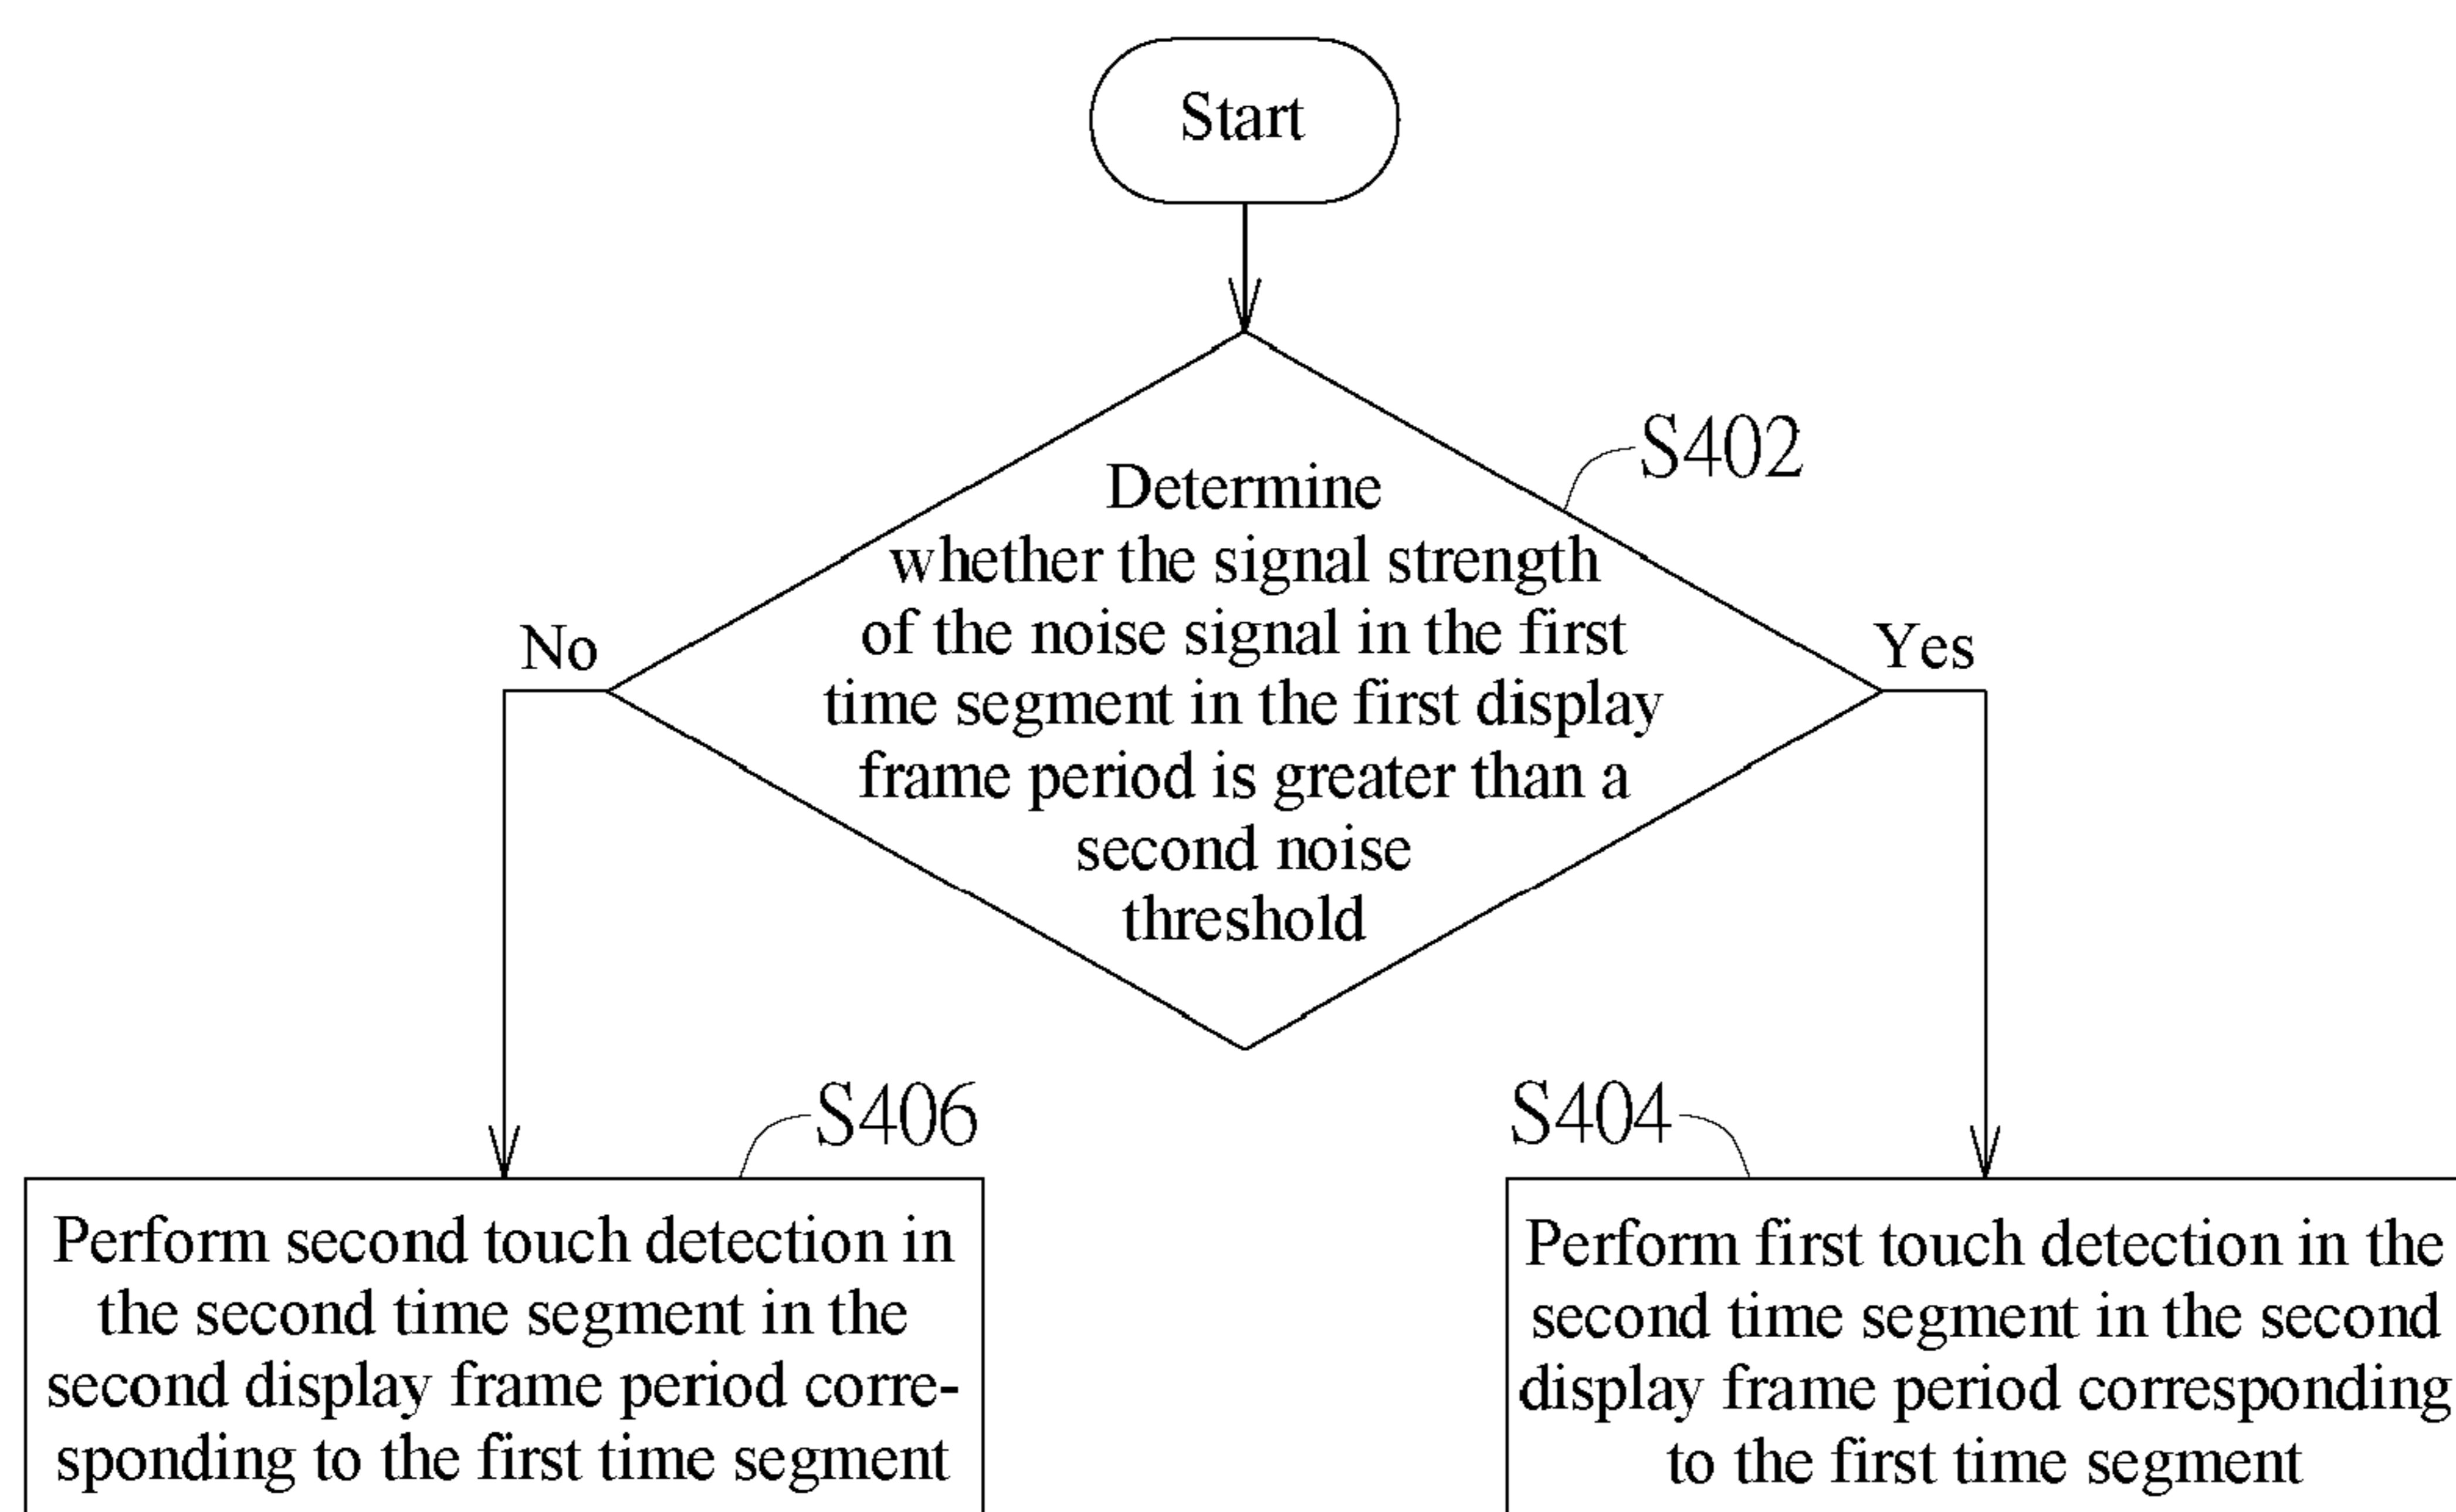 Start
S402
Determine
whether the signal strength
of the noise signal in the first
time segment in the first display
frame period is greater than a
second noise
threshold
No
Yes
S406
Perform second touch detection in
the second time segment in the
second display frame period corre-
sponding to the first time segment
S404
Perform first touch detection in the
second time segment in the second
display frame period corresponding
to the first time segment